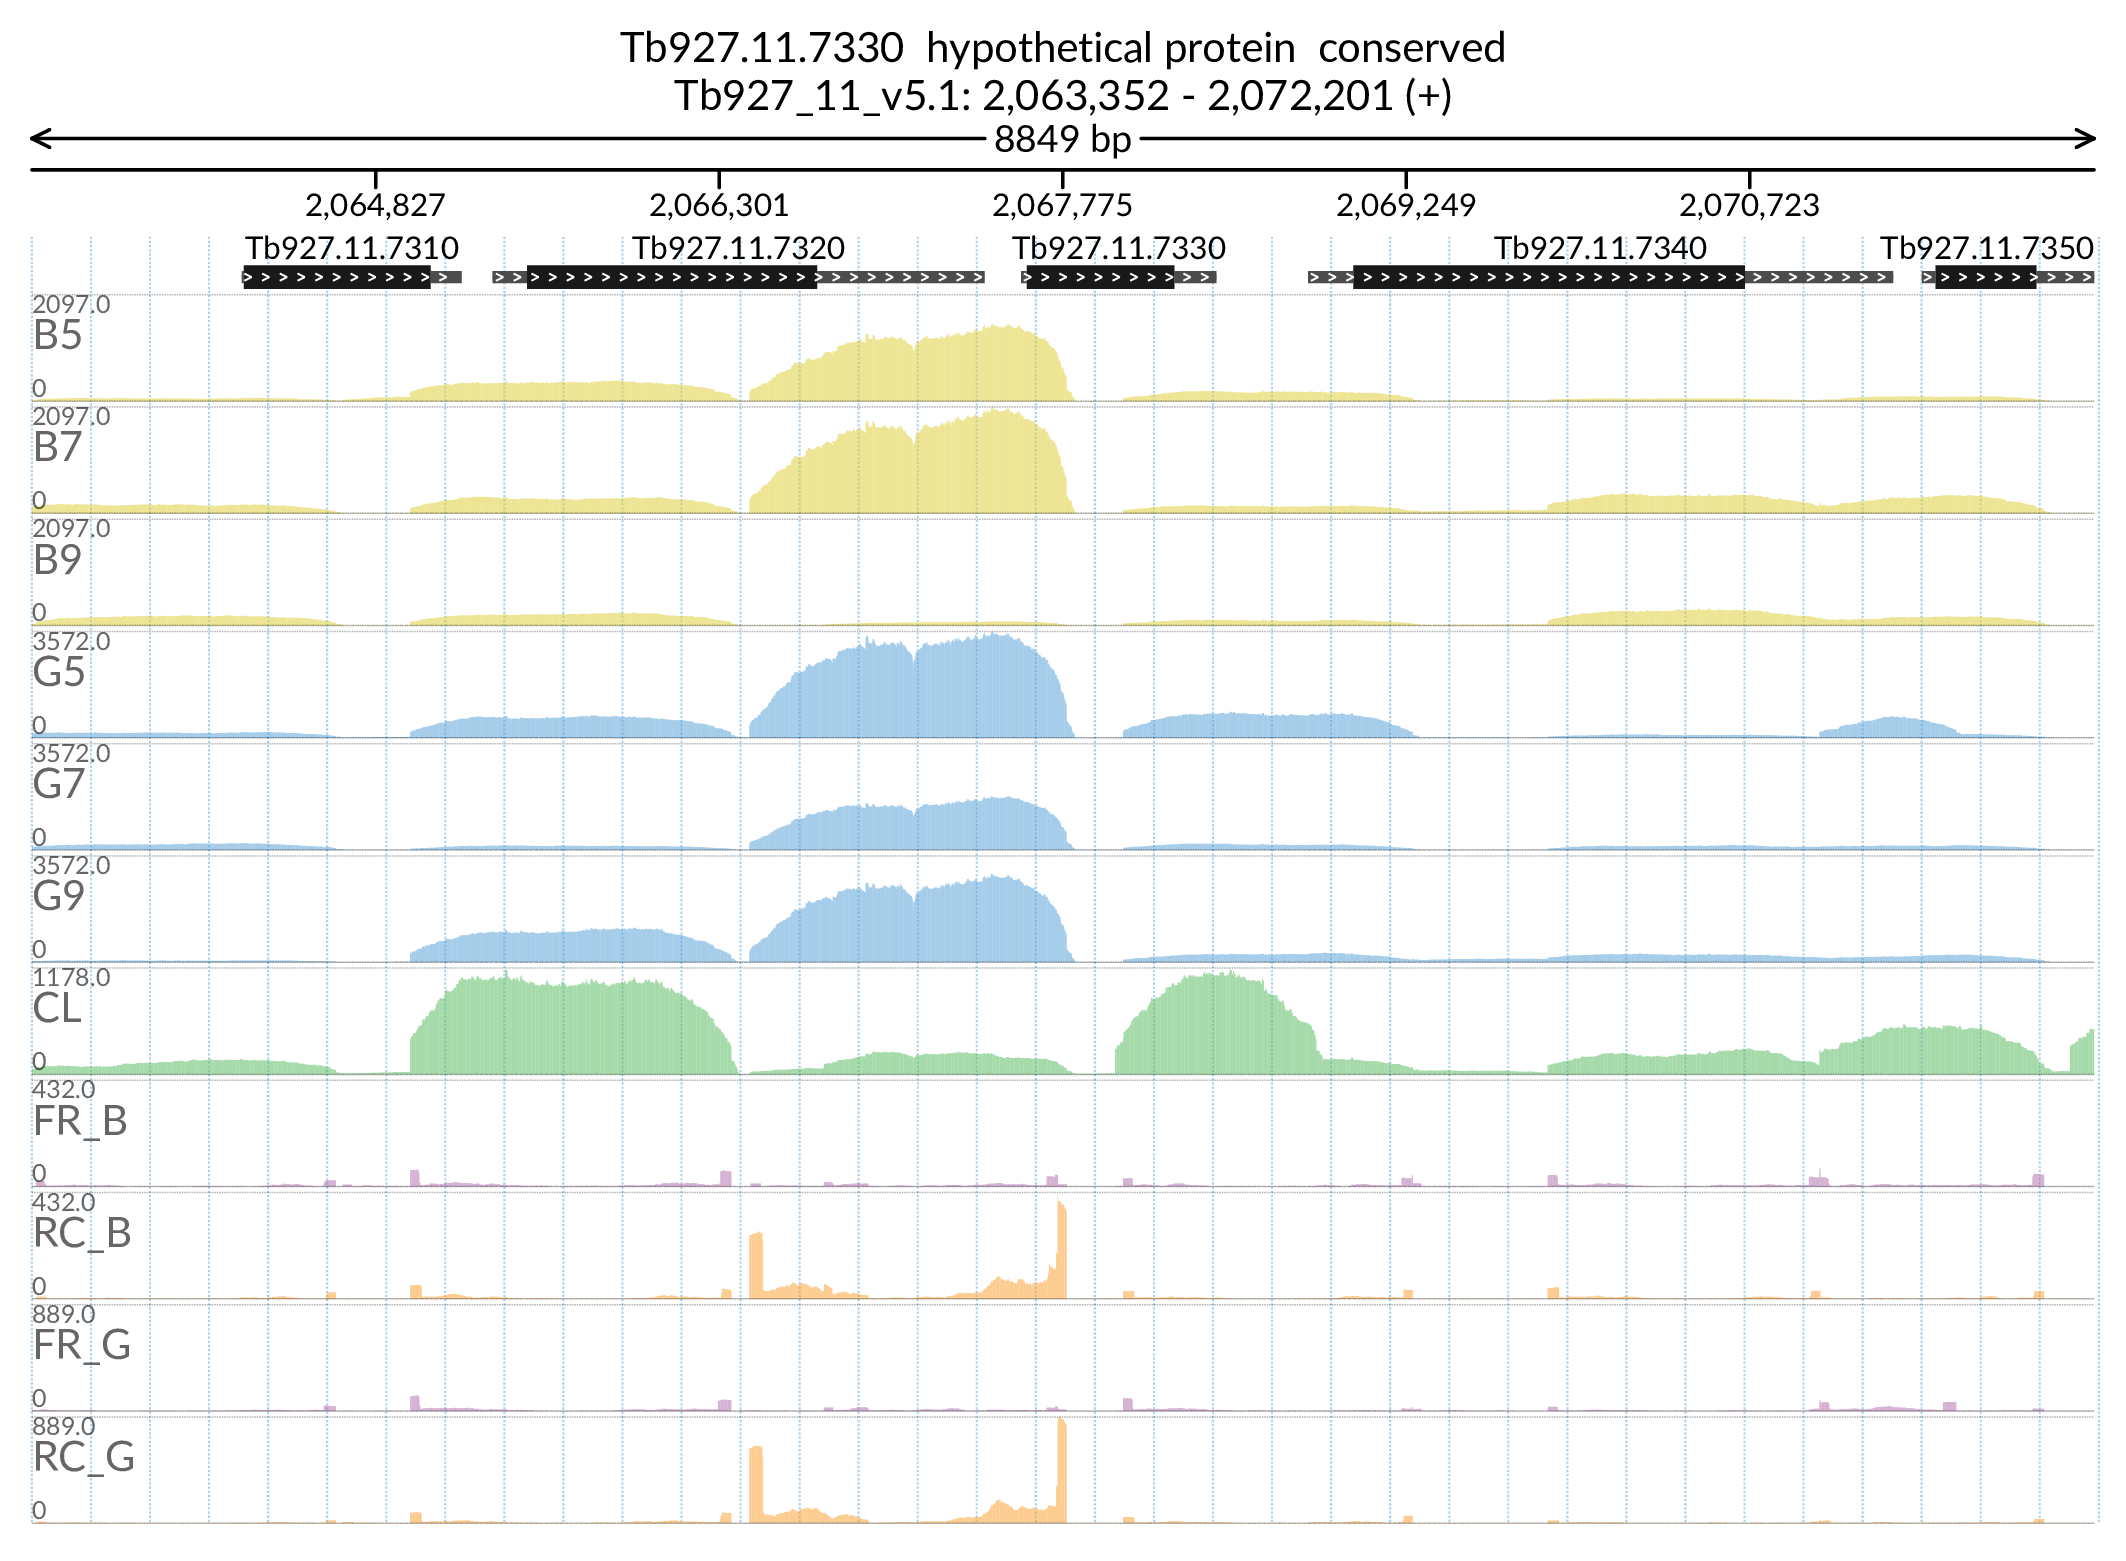 Tb927.11.7330 hypothetical protein conserved
Tb927_11_v5.1: 2,063,352 - 2,072,201 (+)
8849 bp
2,064,827 2,066,301 2,067,775 2,069,249 2,070,723
Tb927.11.7310 Tb927.11.7320 Tb927.11.7330 Tb927.11.7340 Tb927.11.7350
2097.0
B5
0
2097.0
B7
0
2097.0
B9
0
3572.0
G5
0
3572.0
G7
0
3572.0
G9
0
1178.0
CL
0
432.0
FR_B
0
432.0
RC_B
0
889.0
FR_G
0
889.0
RC_G
0